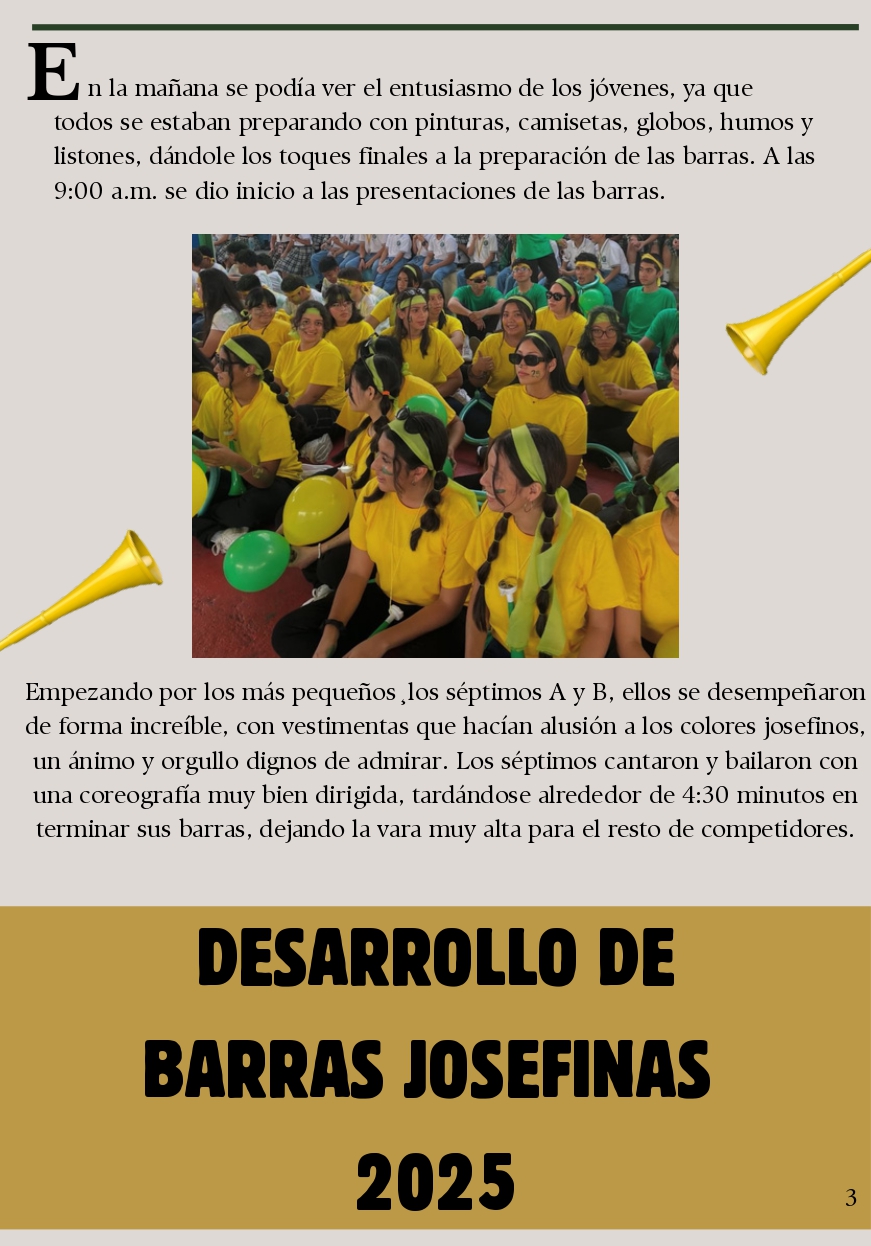 En la mañana se podía ver el entusiasmo de los jóvenes, ya que
todos se estaban preparando con pinturas, camisetas, globos, humos y
listones, dándole los toques finales a la preparación de las barras. A las
9:00 a.m. se dio inicio a las presentaciones de las barras.
Empezando por los más pequeños ,los séptimos A y B, ellos se desempeñaron
de forma increíble, con vestimentas que hacían alusión a los colores josefinos,
un ánimo y orgullo dignos de admirar. Los séptimos cantaron y bailaron con
una coreografía muy bien dirigida, tardándose alrededor de 4:30 minutos en
terminar sus barras, dejando la vara muy alta para el resto de competidores.
DESARROLLO DE
BARRAS JOSEFINAS
2025
3